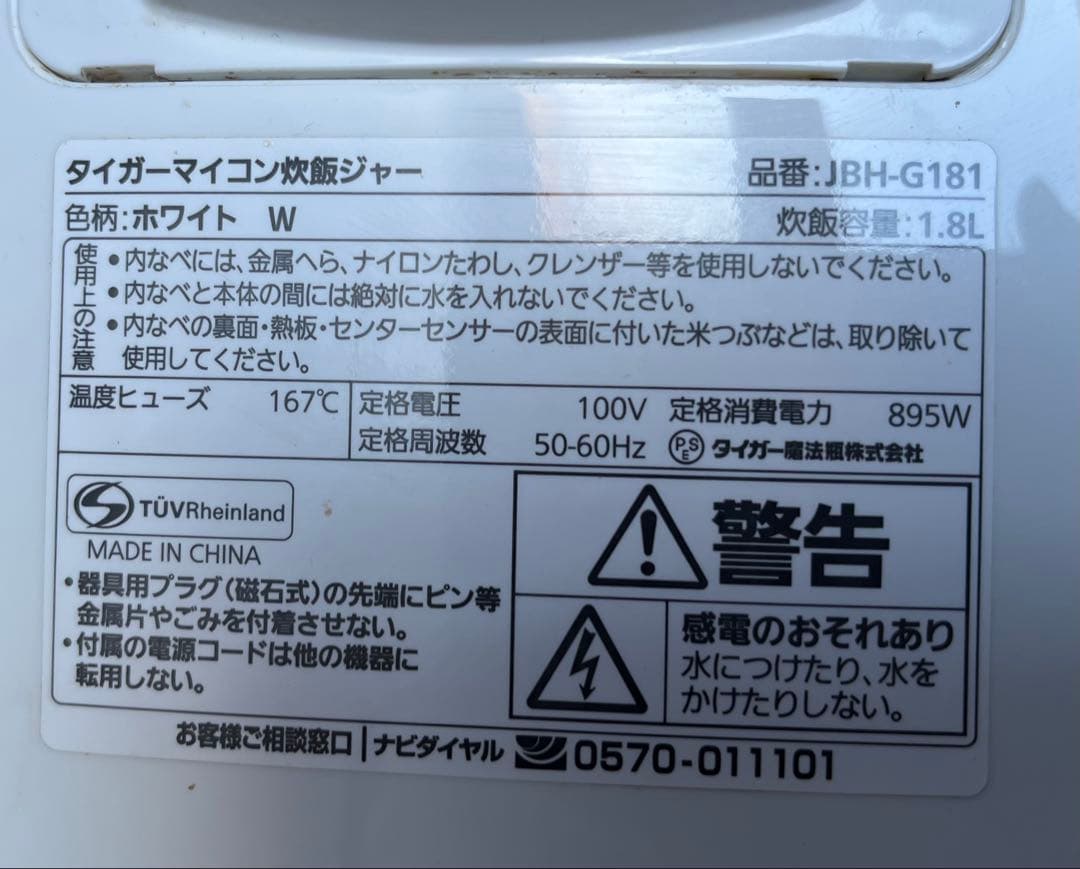 タイガーマイコン炊飯ジャー 品番:JBH-G181
色柄:ホワイト W 炊飯容量:1.8L
使用上の注意
●内なべには、金属へら、ナイロンたわし、クレンザー等を使用しないでください。
●内なべと本体の間には絶対に水を入れないでください。
●内なべの裏面・熱板・センターセンサーの表面に付いた米つぶなどは、取り除いて
使用してください。
温度ヒューズ 167℃
定格電圧 100V 定格消費電力 895W
定格周波数 50-60Hz PSE タイガー魔法瓶株式会社
TÜVRheinland
MADE IN CHINA
●器具用プラグ(磁石式)の先端にピン等
金属片やごみを付着させない。
●付属の電源コードは他の機器に
転用しない。
警告
感電のおそれあり
水につけたり、水を
かけたりしない。
お客様ご相談窓口|ナビダイヤル 0570-011101